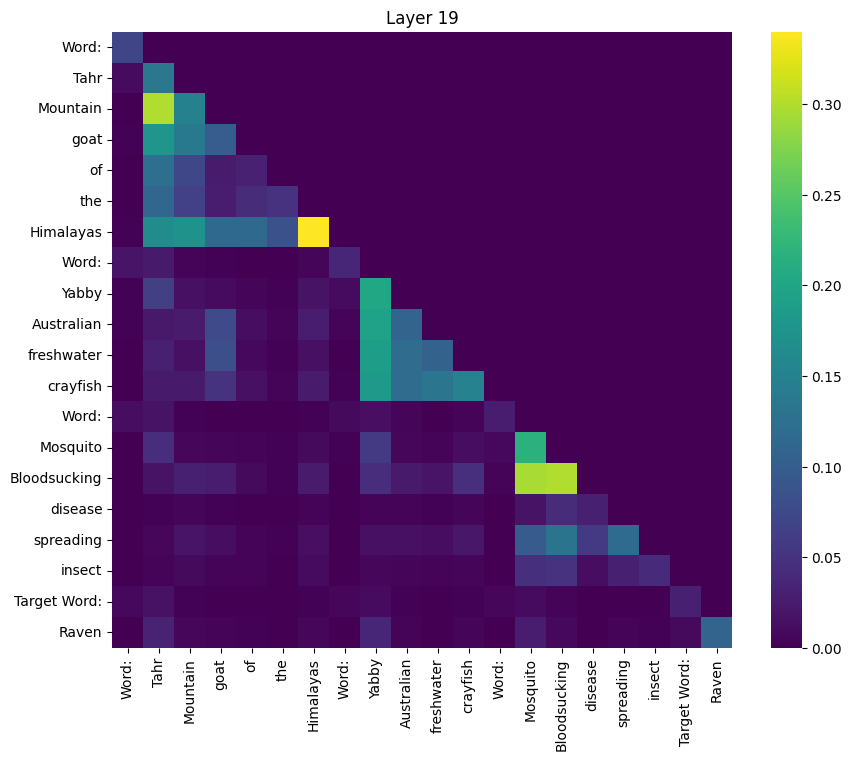 Layer 19
Word:
Tahr
Mountain
goat
of
the
Himalayas
Word:
Yabby
Australian
freshwater
crayfish
Word:
Mosquito
Bloodsucking
disease
spreading
insect
Target Word:
Raven
0.30
0.25
0.20
0.15
0.10
0.05
0.00
Word:
Tahr
Mountain
goat
of
the
Himalayas
Word:
Yabby
Australian
freshwater
crayfish
Word:
Mosquito
Bloodsucking
disease
spreading
insect
Target Word:
Raven